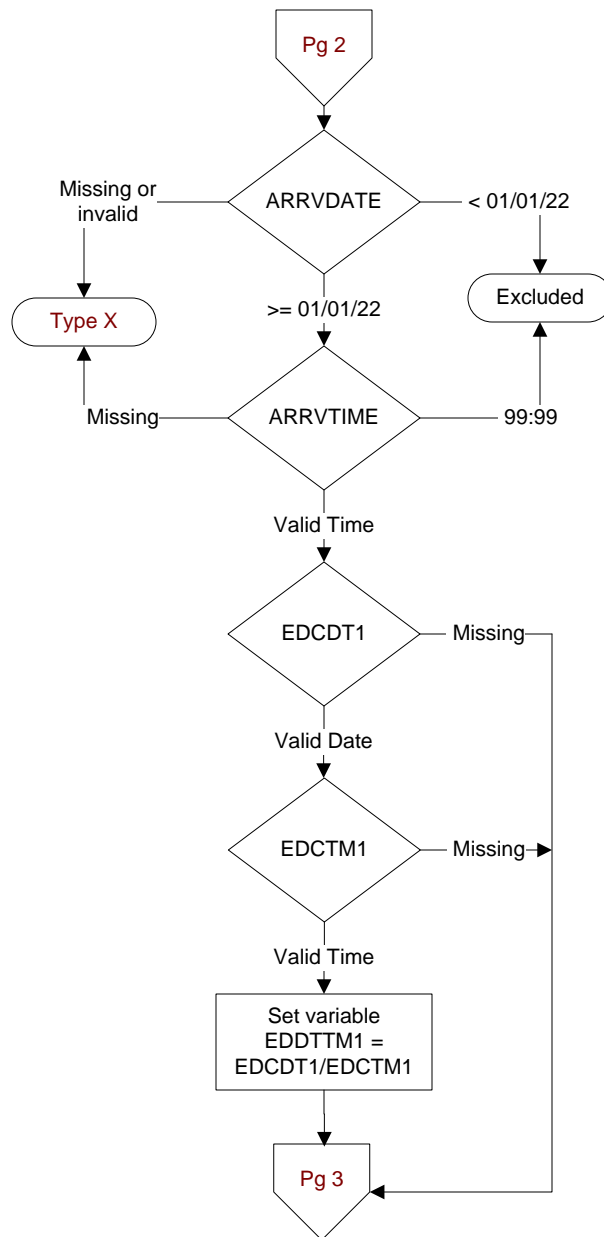 Pg 2
Missing or
invalid
ARRVDATE
< 01/01/22
Type X
>= 01/01/22
Excluded
Missing
ARRVTIME
99:99
Valid Time
EDCDT1
Missing
Valid Date
EDCTM1
Missing
Valid Time
Set variable
EDDTTM1 =
EDCDT1/EDCTM1
Pg 3